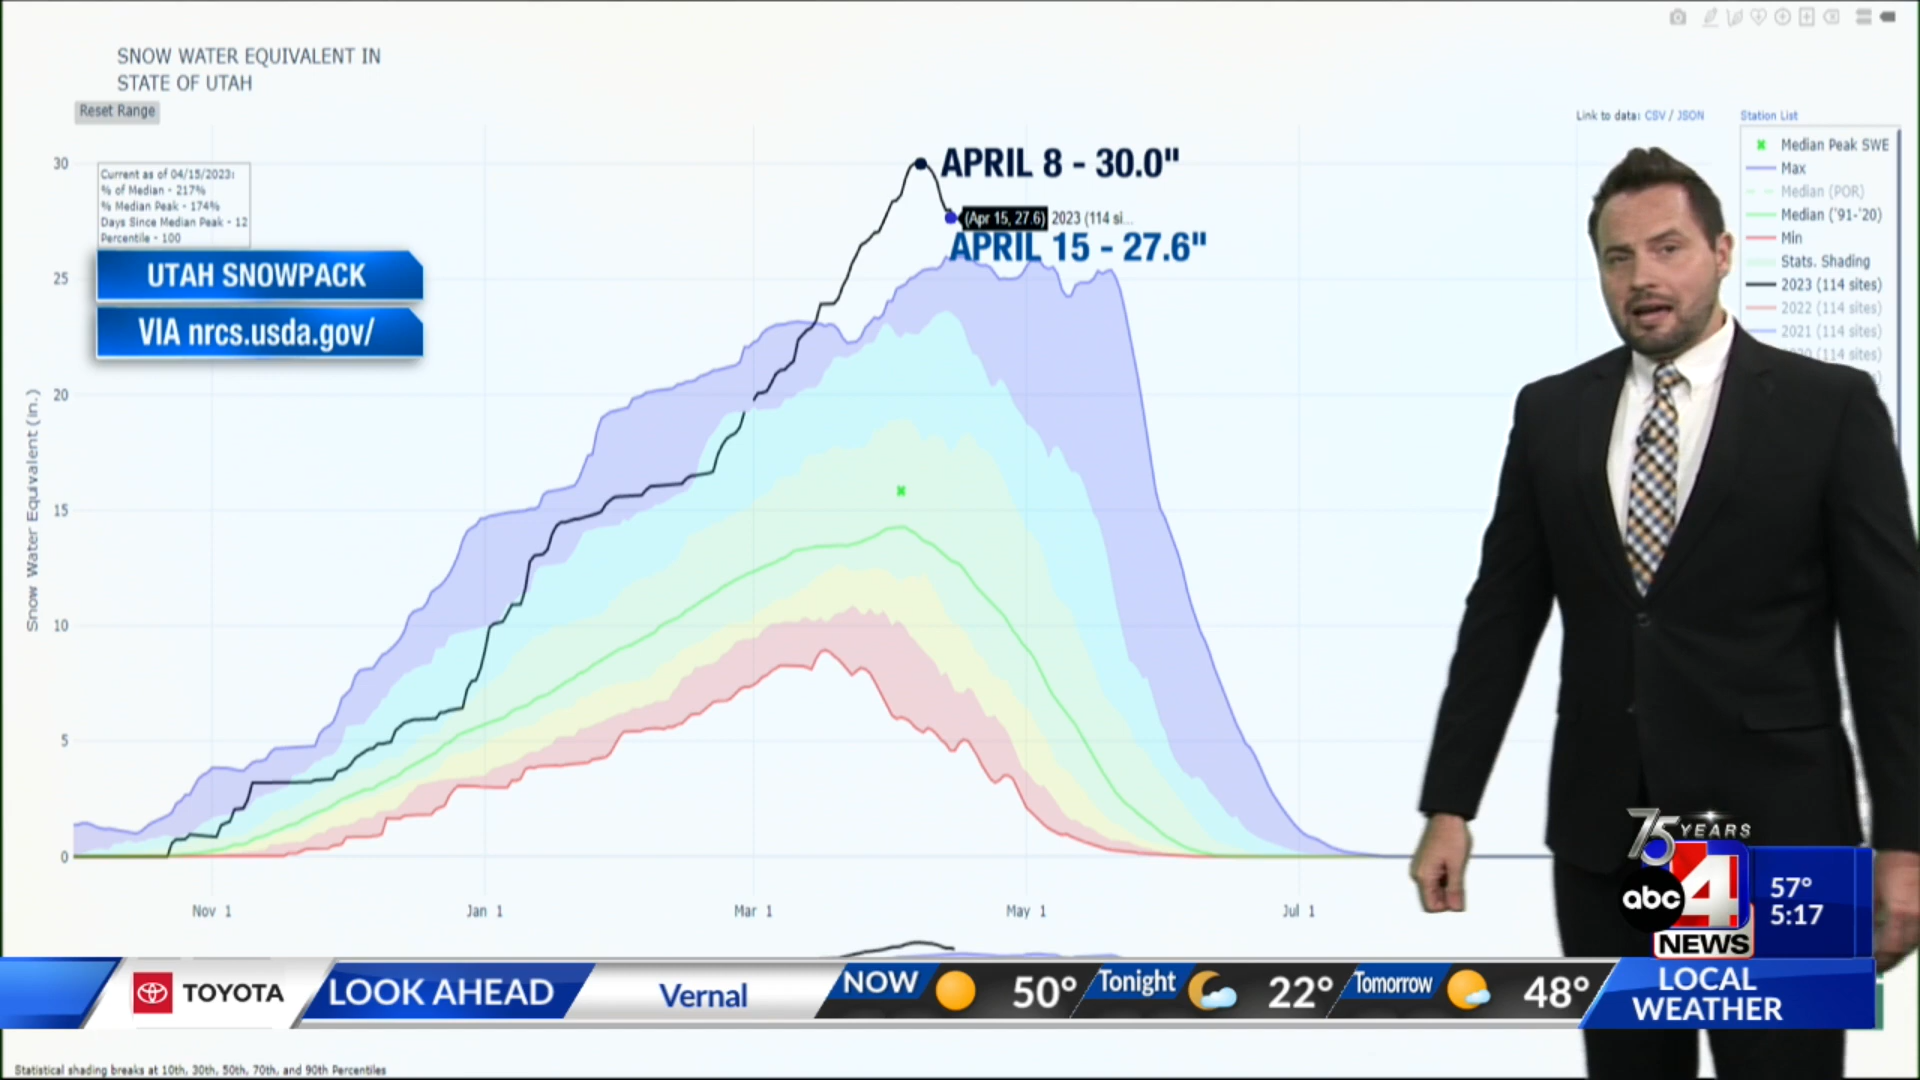 SNOW WATER EQUIVALENT IN
STATE OF UTAH
Reset Range
Link to data: CSV / JSON
Station List
Current as of 04/15/2023:
% of Median - 217%
% Median Peak - 174%
Days Since Median Peak - 12
Percentile - 100
UTAH SNOWPACK
VIA nrcs.usda.gov/
APRIL 8 - 30.0"
(Apr 15, 27.6) 2023 (114 si...
APRIL 15 - 27.6"
Median Peak SWE
Max
Median (POR)
Median ('91-'20)
Min
Stats. Shading
2023 (114 sites)
2022 (114 sites)
2021 (114 sites)
(114 sites)
Snow Water Equivalent (in.)
30
25
20
15
10
5
0
Nov 1
Jan 1
Mar 1
May 1
Jul 1
75 YEARS
abc 4
NEWS
57°
5:17
TOYOTA
LOOK AHEAD
Vernal
NOW 50°
Tonight 22°
Tomorrow 48°
LOCAL
WEATHER
Statistical shading breaks at 10th, 30th, 50th, 70th, and 90th Percentiles